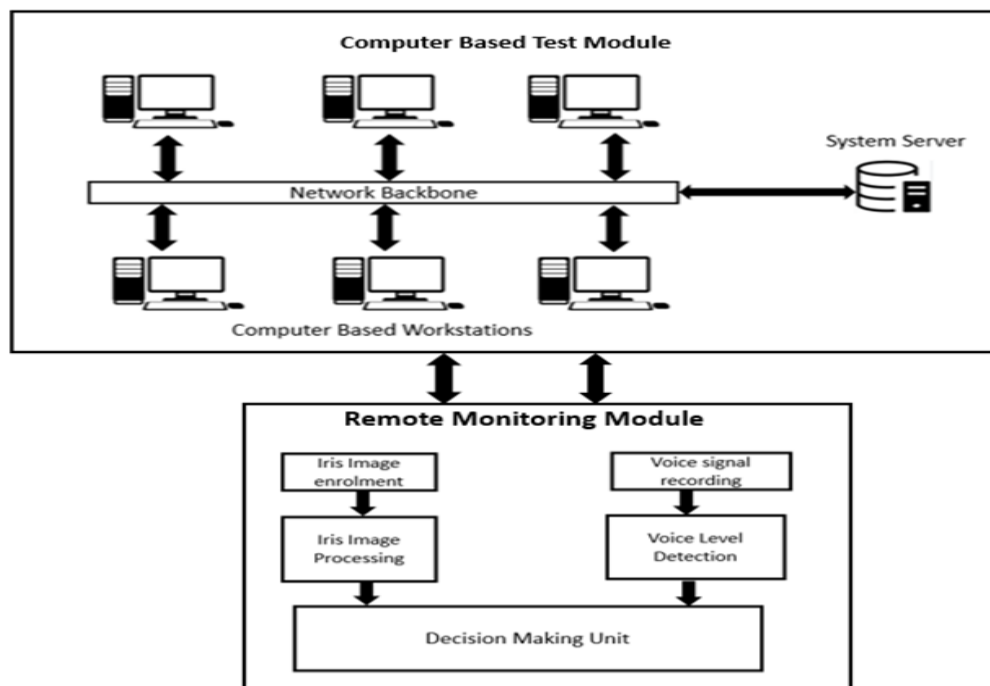 Computer Based Test Module
System Server
Network Backbone
Computer Based Workstations
Remote Monitoring Module
Iris Image
enrolment
Voice signal
recording
Iris Image
Processing
Voice Level
Detection
Decision Making Unit